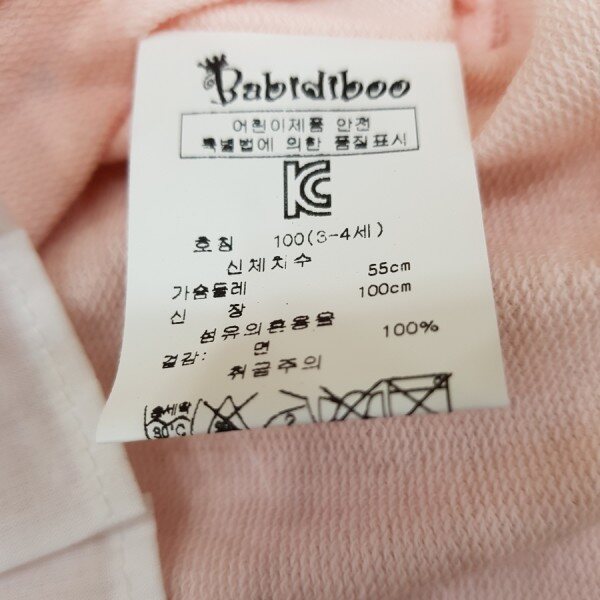 Babidiboo
어린이제품 안전
특별법에 의한 품질표시
KC
호칭 100(3-4세)
신체치수
가슴둘레 55cm
신 장 100cm
섬유의혼용율
겉감: 면 100%
취급주의